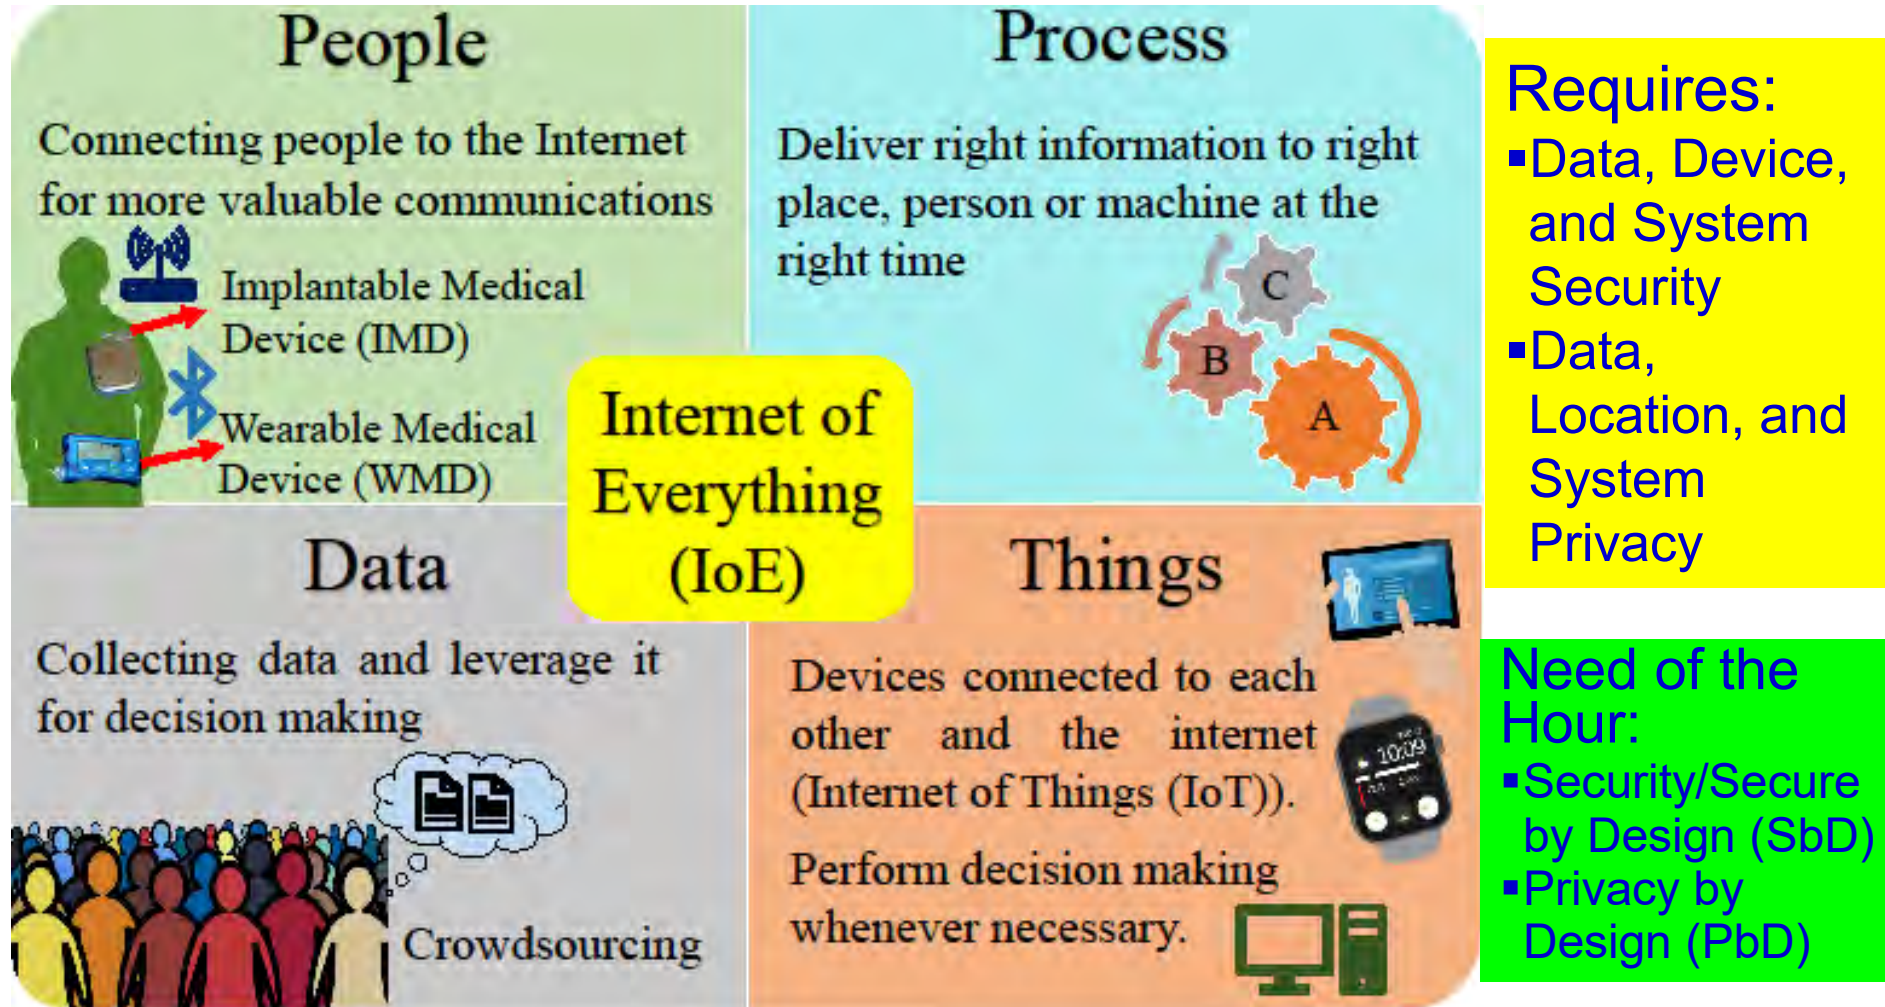 People
Connecting people to the Internet
for more valuable communications
Implantable Medical
Device (IMD)
Wearable Medical
Device (WMD)
Process
Deliver right information to right
place, person or machine at the
right time
C
B
A
Internet of
Everything
(IoE)
Data
Collecting data and leverage it
for decision making
Crowdsourcing
Things
Devices connected to each
other and the internet
(Internet of Things (IoT)).
Perform decision making
whenever necessary.
10:09
Requires:
▪Data, Device,
and System
Security
▪Data,
Location, and
System
Privacy
Need of the
Hour:
▪Security/Secure
by Design (SbD)
▪Privacy by
Design (PbD)